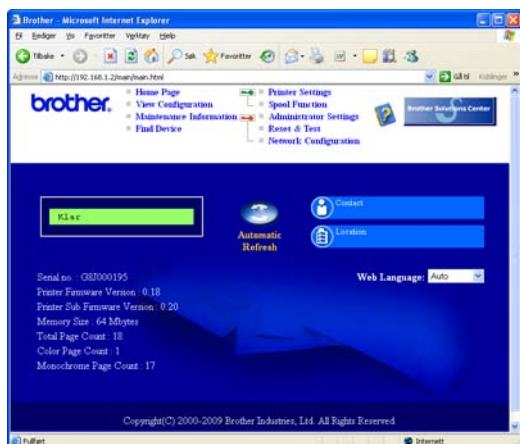 Brother - Microsoft Internet Explorer
Fil Rediger Vis Favoritter Verktøy Hjelp
Tilbake Søk Favoritter
Adresse http://192.168.1.2/main/main.html Gå til Koblinger »
brother.
Home Page Printer Settings
View Configuration Spool Function
Maintenance Information Administrator Settings
Find Device Reset & Test
Network Configuration
Brother Solutions Center
Klar
Automatic
Refresh
Contact
Location
Web Language: Auto
Serial no. : G8J000195
Printer Firmware Version : 0.18
Printer Sub Firmware Version : 0.20
Memory Size : 64 Mbytes
Total Page Count : 18
Color Page Count : 1
Monochrome Page Count : 17
Copyright(C) 2000-2009 Brother Industries, Ltd. All Rights Reserved.
Fullført Internett